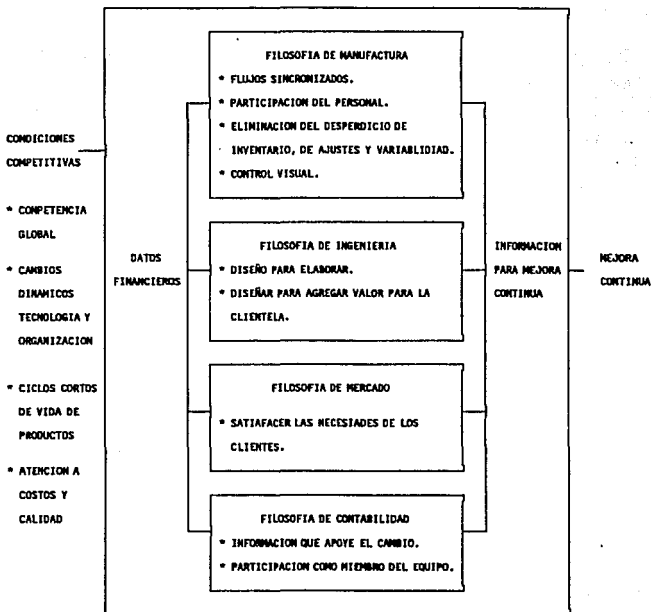 CONDICIONES
COMPETITIVAS
* COMPETENCIA
GLOBAL
* CAMBIOS
DINAMICOS
TECNOLOGIA Y
ORGANIZACION
* CICLOS CORTOS
DE VIDA DE
PRODUCTOS
* ATENCION A
COSTOS Y
CALIDAD
DATOS
FINANCIEROS
FILOSOFIA DE MANUFACTURA
* FLUJOS SINCRONIZADOS.
* PARTICIPACION DEL PERSONAL.
* ELIMINACION DEL DESPERDICIO DE
INVENTARIO, DE AJUSTES Y VARIABLIDIAD.
* CONTROL VISUAL.
FILOSOFIA DE INGENIERIA
* DISEÑO PARA ELABORAR.
* DISEÑAR PARA AGREGAR VALOR PARA LA
CLIENTELA.
FILOSOFIA DE MERCADO
* SATIAFACER LAS NECESIADES DE LOS
CLIENTES.
FILOSOFIA DE CONTABILIDAD
* INFORMACION QUE APOYE EL CAMBIO.
* PARTICIPACION COMO MIEMBRO DEL EQUIPO.
INFORMACION
PARA MEJORA
CONTINUA
MEJORA
CONTINUA